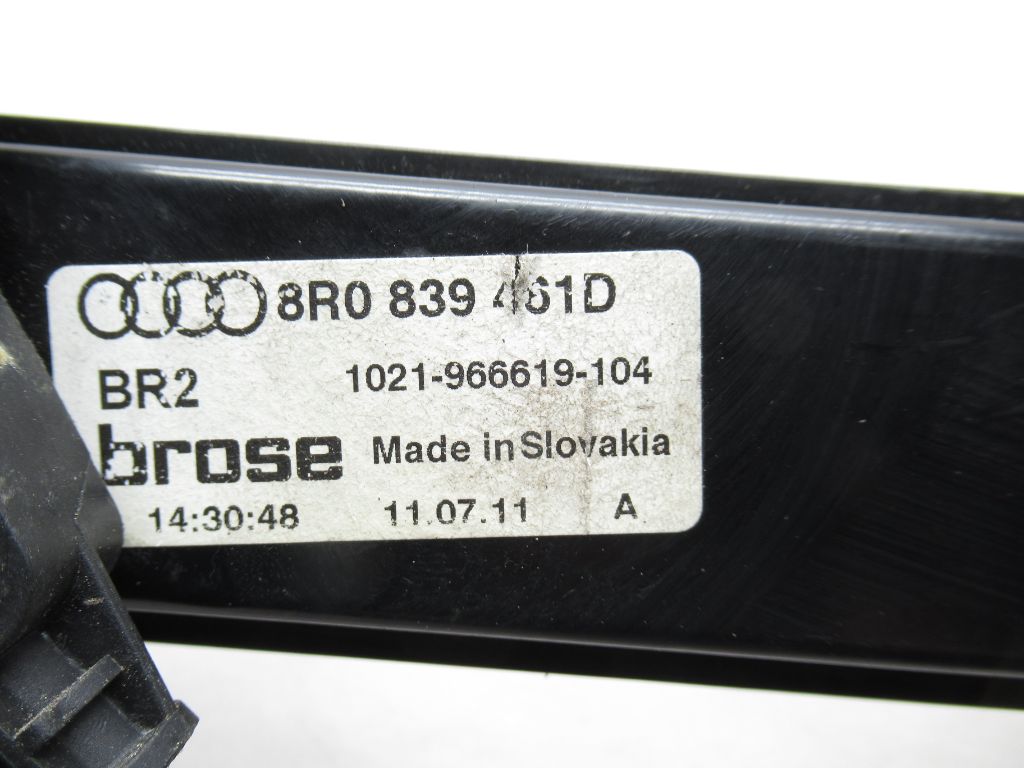 8R0 839 461D
BR2 1021-966619-104
brose Made in Slovakia
14:30:48 11.07.11 A